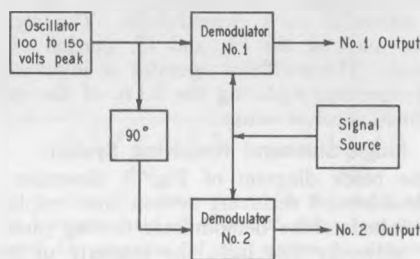 Oscillator
100 to 150
volts peak
Demodulator
No.1
No.1 Output
90°
Signal
Source
Demodulator
No. 2
No. 2 Output